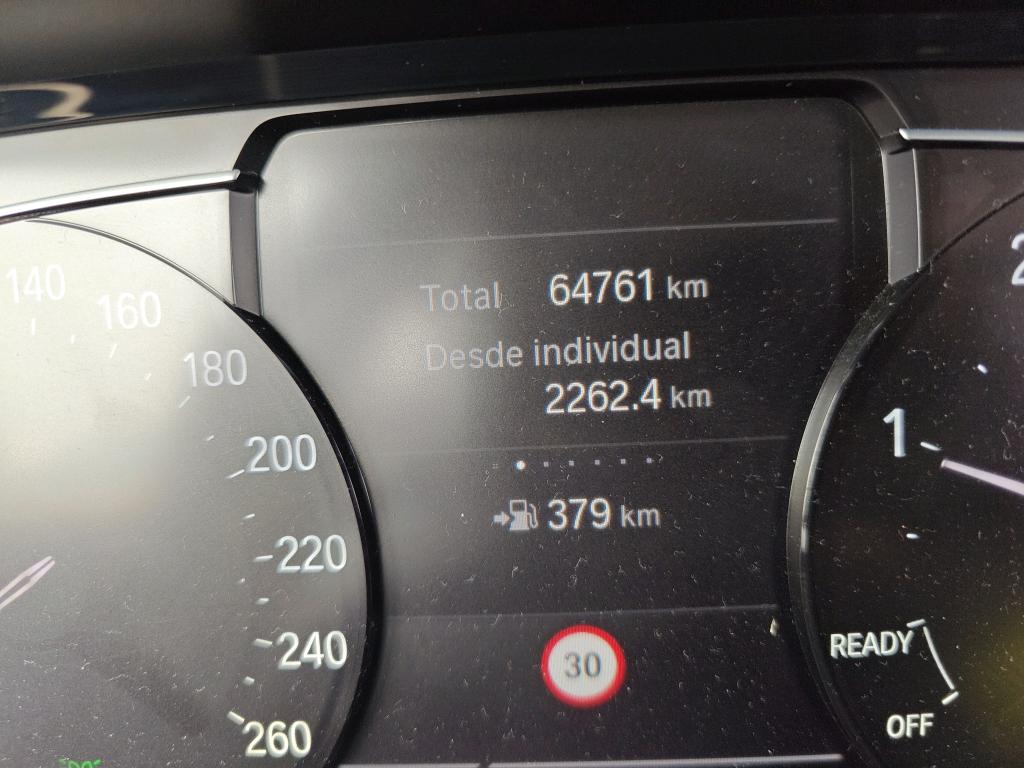 Total 64761 km
Desde individual
2262.4 km
379 km
30
140
160
180
200
220
240
260
2
1
READY
OFF